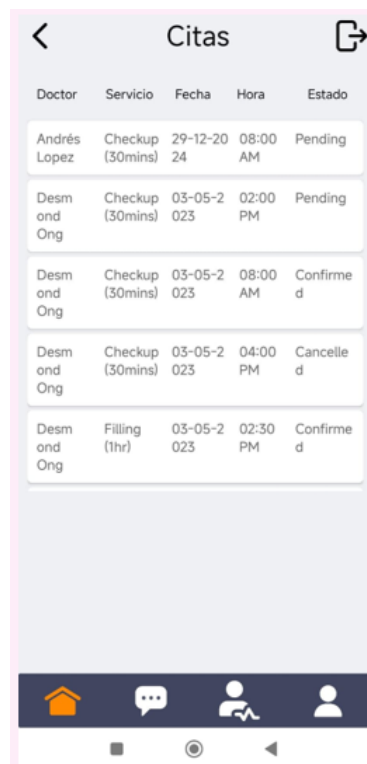 Citas
Doctor Servicio Fecha Hora Estado
Andrés Checkup 29-12-20 08:00 Pending
Lopez (30mins) 24 AM
Desm Checkup 03-05-2 02:00 Pending
ond (30mins) 023 PM
Ong
Desm Checkup 03-05-2 08:00 Confirme
ond (30mins) 023 AM d
Ong
Desm Checkup 03-05-2 04:00 Cancelle
ond (30mins) 023 PM d
Ong
Desm Filling 03-05-2 02:30 Confirme
ond (1hr) 023 PM d
Ong